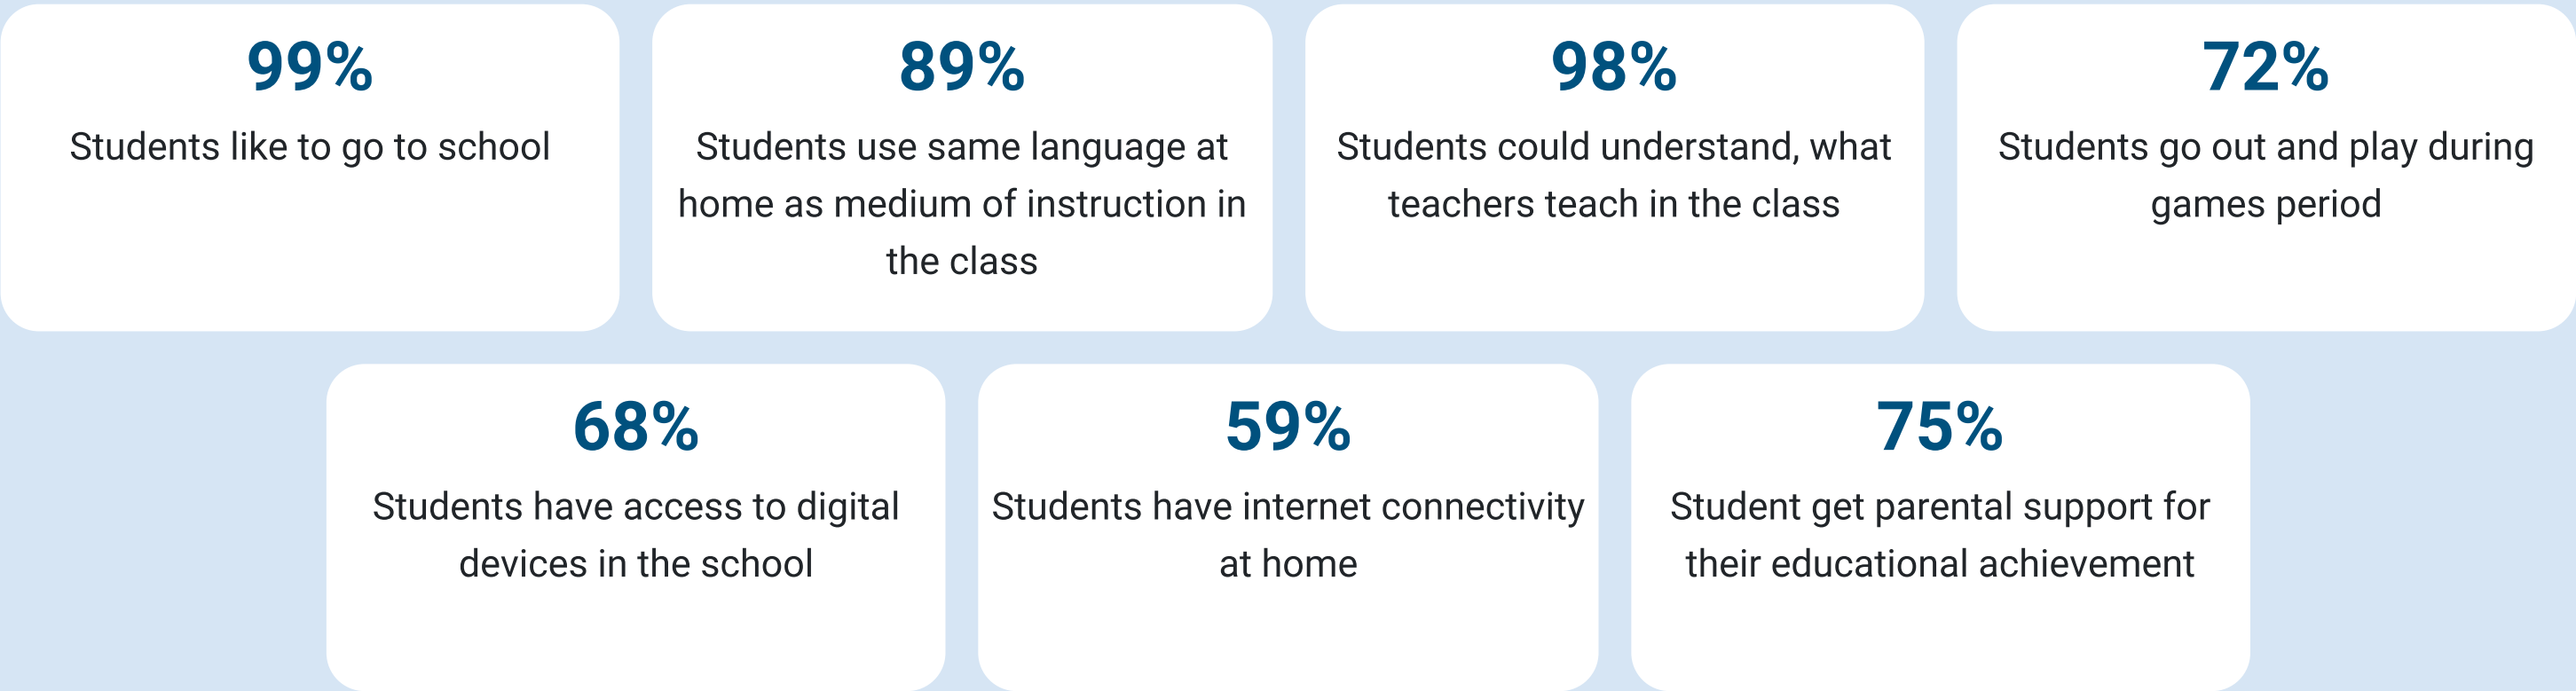 99%
Students like to go to school
89%
Students use same language at
home as medium of instruction in
the class
98%
Students could understand, what
teachers teach in the class
72%
Students go out and play during
games period
68%
Students have access to digital
devices in the school
59%
Students have internet connectivity
at home
75%
Student get parental support for
their educational achievement